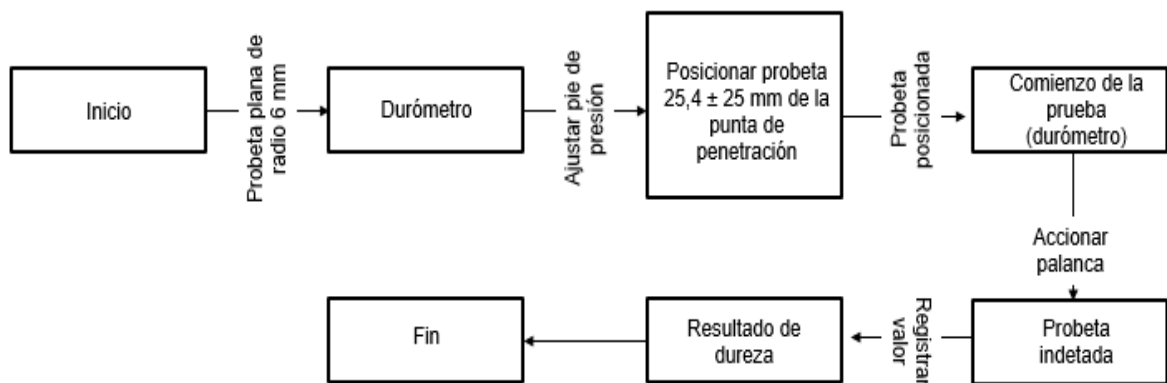 Inicio
Probeta plana de
radio 6 mm
Durómetro
Ajustar pie de
presión
Posicionar probeta
25,4 ± 25 mm de la
punta de
penetración
Probeta
posicionada
Comienzo de la
prueba
(durómetro)
Accionar
palanca
Probeta
indetada
Registrar
valor
Resultado de
dureza
Fin